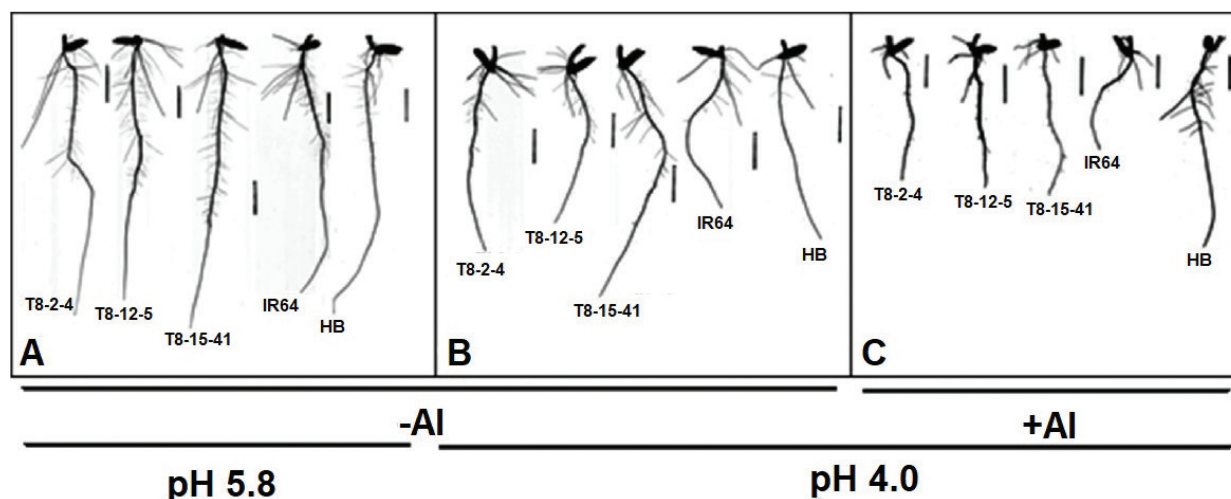 T8-2-4
T8-12-5
T8-15-41
IR64
HB
A
T8-2-4
T8-12-5
T8-15-41
IR64
HB
B
T8-2-4
T8-12-5
T8-15-41
IR64
HB
C
-Al
+Al
pH 5.8
pH 4.0